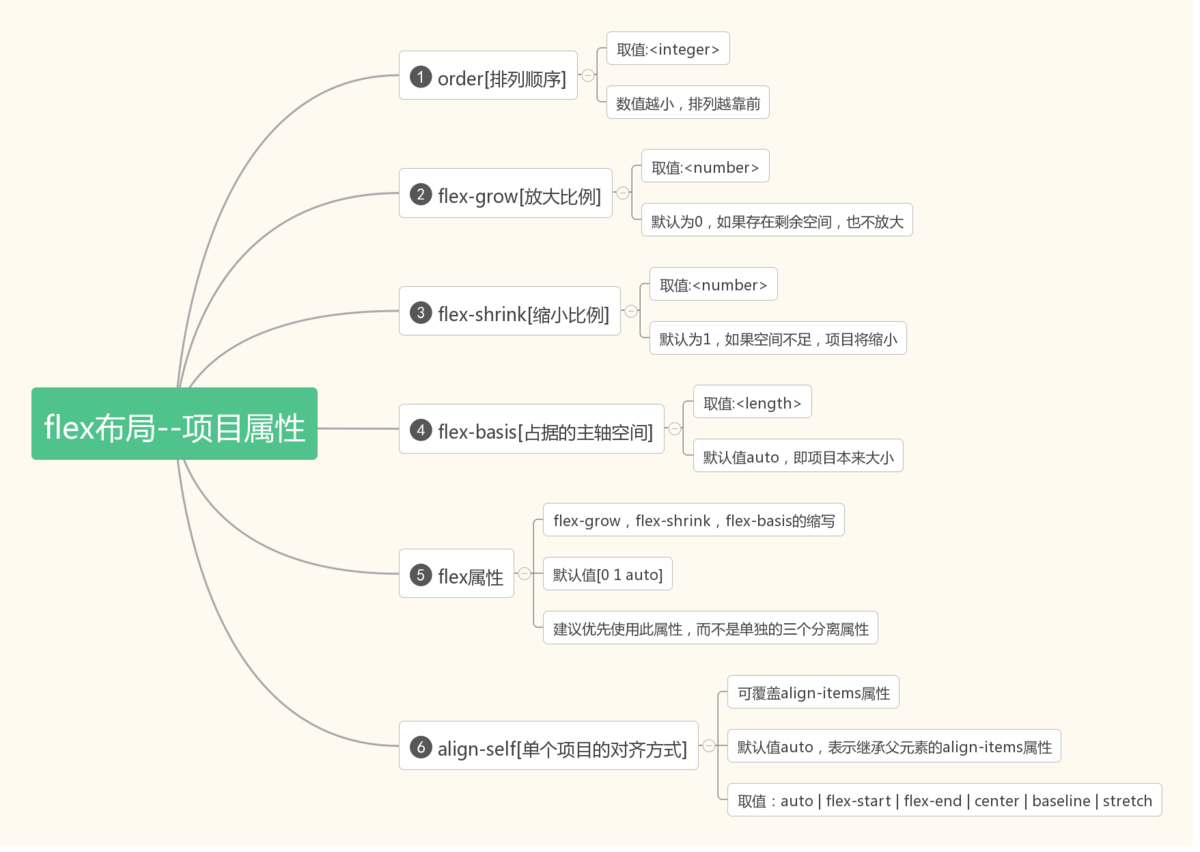 flex布局--项目属性
1 order[排列顺序]
取值:<integer>
数值越小，排列越靠前
2 flex-grow[放大比例]
取值:<number>
默认为0，如果存在剩余空间，也不放大
3 flex-shrink[缩小比例]
取值:<number>
默认为1，如果空间不足，项目将缩小
4 flex-basis[占据的主轴空间]
取值:<length>
默认值auto，即项目本来大小
5 flex属性
flex-grow，flex-shrink，flex-basis的缩写
默认值[0 1 auto]
建议优先使用此属性，而不是单独的三个分离属性
6 align-self[单个项目的对齐方式]
可覆盖align-items属性
默认值auto，表示继承父元素的align-items属性
取值：auto | flex-start | flex-end | center | baseline | stretch